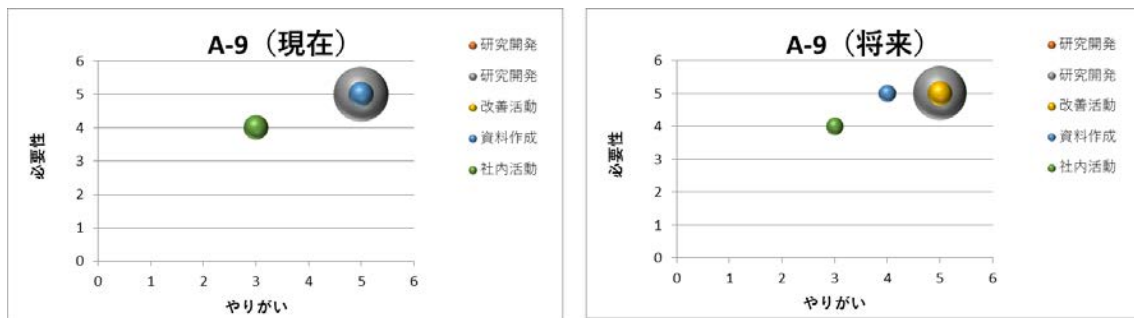 A-9（現在）
必要性
6
5
4
3
2
1
0
0 1 2 3 4 5 6
やりがい
研究開発
研究開発
改善活動
資料作成
社内活動
A-9（将来）
必要性
6
5
4
3
2
1
0
0 1 2 3 4 5 6
やりがい
研究開発
研究開発
改善活動
資料作成
社内活動